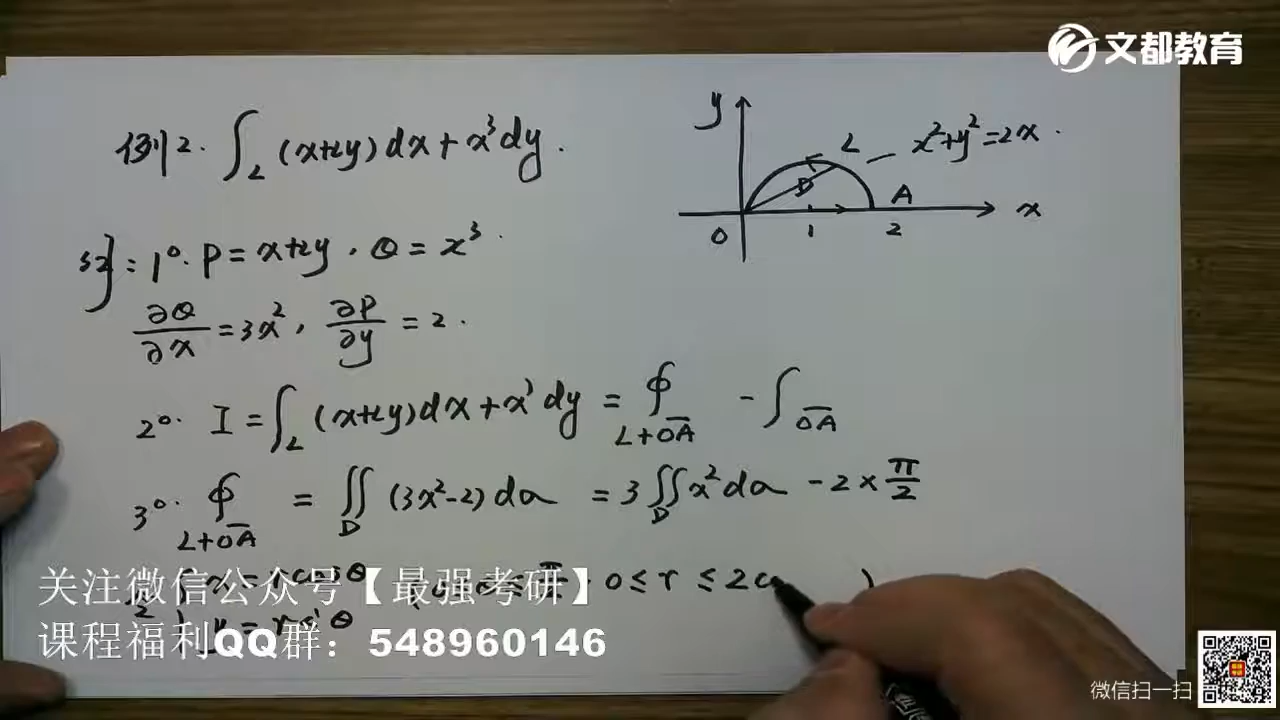 文都教育
例2. ∫_L (x+2y)dx+x³dy.
y
L
x²+y²=2x.
D
A
x
0
1
2
解:1°. P=x+2y, Q=x³.
∂Q/∂x=3x², ∂P/∂y=2.
2°. I=∫_L (x+2y)dx+x³dy = ∮_{L+OA} - ∫_{OA}
3°. ∮_{L+OA} = ∬_D (3x²-2)dσ = 3∬_D x²dσ - 2×π/2
x=rcosθ 0≤r≤2co
y=r θ
关注微信公众号【最强考研】
课程福利QQ群：548960146
微信扫一扫